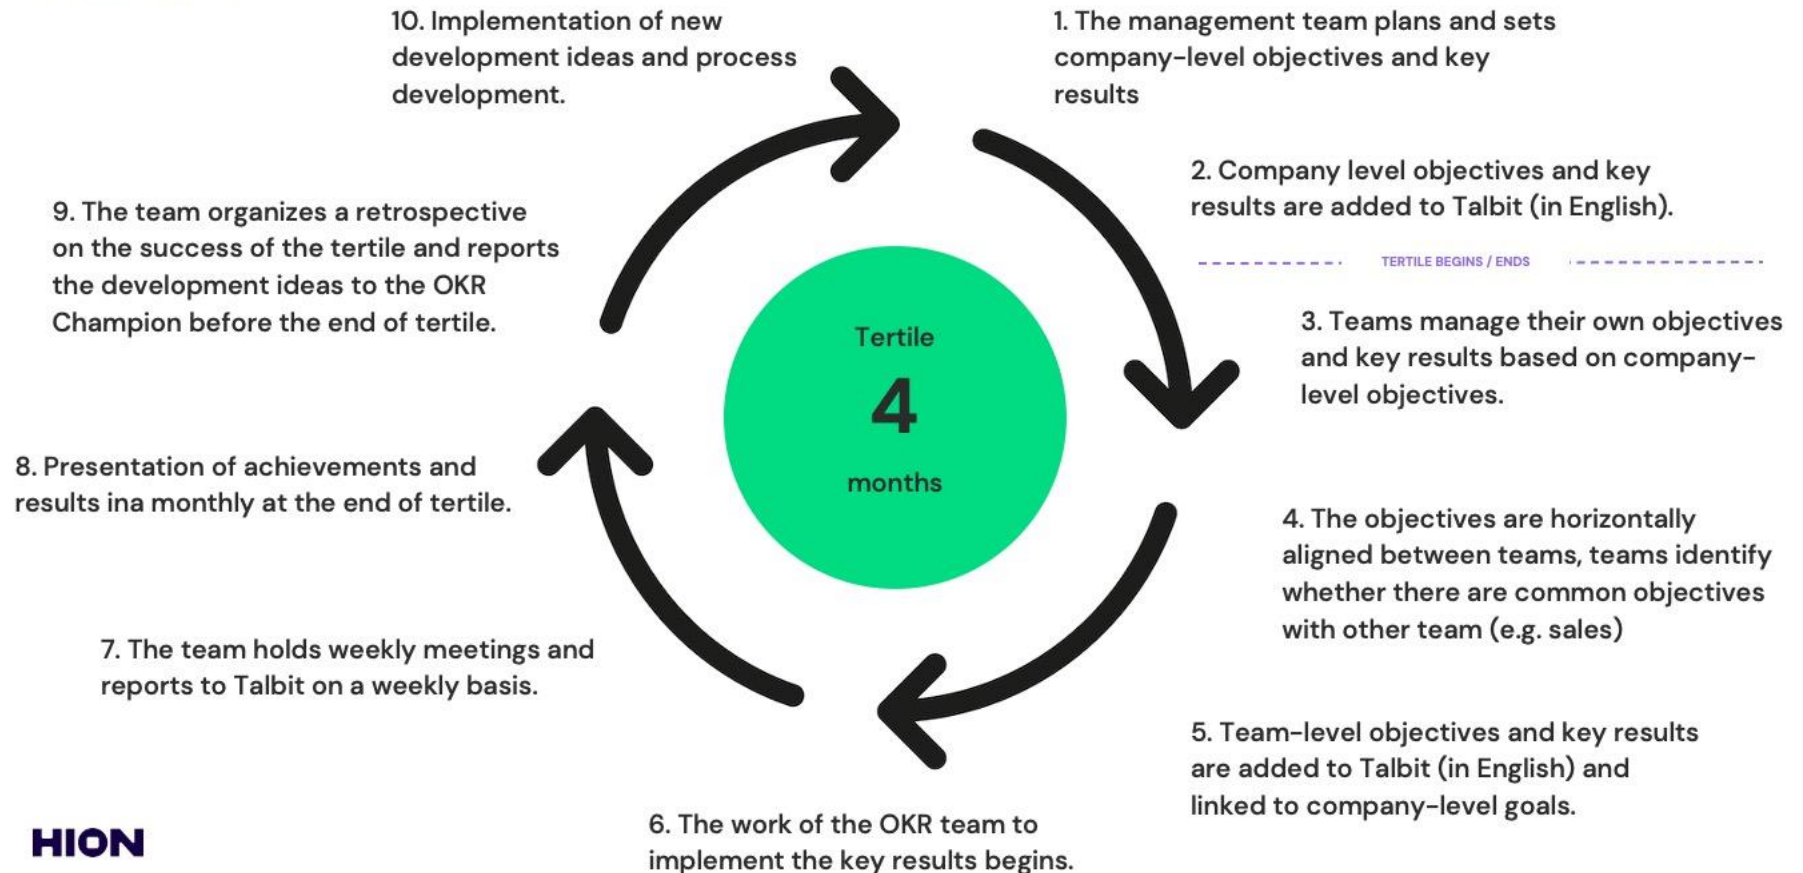 10. Implementation of new
development ideas and process
development.
1. The management team plans and sets
company-level objectives and key
results
2. Company level objectives and key
results are added to Talbit (in English).
TERTILE BEGINS / ENDS
3. Teams manage their own objectives
and key results based on company-
level objectives.
4. The objectives are horizontally
aligned between teams, teams identify
whether there are common objectives
with other team (e.g. sales)
5. Team-level objectives and key results
are added to Talbit (in English) and
linked to company-level goals.
6. The work of the OKR team to
implement the key results begins.
7. The team holds weekly meetings and
reports to Talbit on a weekly basis.
8. Presentation of achievements and
results ina monthly at the end of tertile.
9. The team organizes a retrospective
on the success of the tertile and reports
the development ideas to the OKR
Champion before the end of tertile.
Tertile
4
months
HION